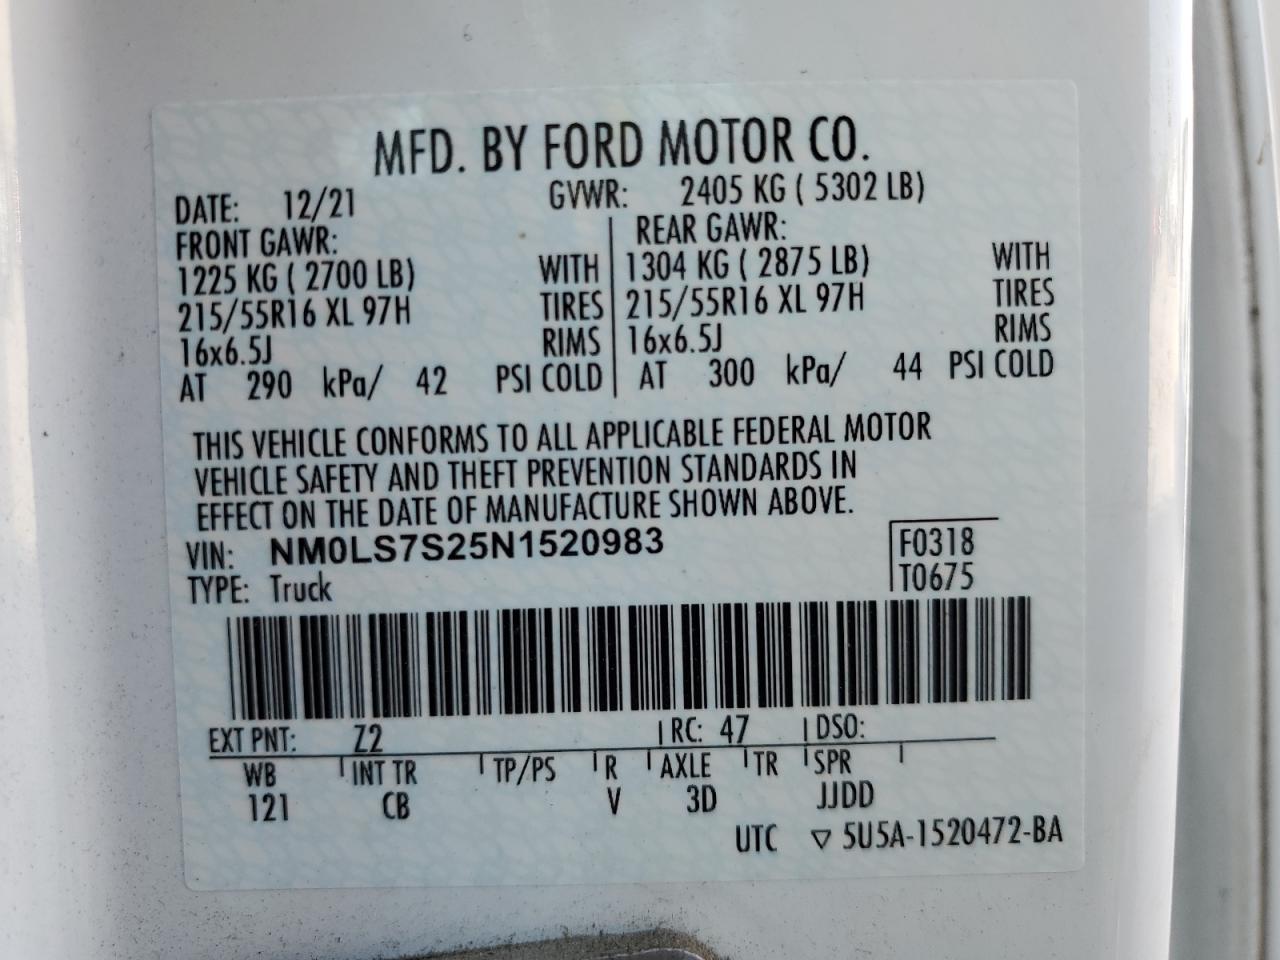 MFD. BY FORD MOTOR CO.
DATE: 12/21 GVWR: 2405 KG ( 5302 LB)
FRONT GAWR: REAR GAWR:
1225 KG ( 2700 LB) WITH 1304 KG ( 2875 LB) WITH
215/55R16 XL 97H TIRES 215/55R16 XL 97H TIRES
16x6.5J RIMS 16x6.5J RIMS
AT 290 kPa/ 42 PSI COLD AT 300 kPa/ 44 PSI COLD
THIS VEHICLE CONFORMS TO ALL APPLICABLE FEDERAL MOTOR
VEHICLE SAFETY AND THEFT PREVENTION STANDARDS IN
EFFECT ON THE DATE OF MANUFACTURE SHOWN ABOVE.
VIN: NM0LS7S25N1520983 F0318
TYPE: Truck T0675
EXT PNT: Z2 RC: 47 DSO:
WB INT TR TP/PS R AXLE TR SPR
121 CB V 3D JJDD
UTC ▽ 5U5A-1520472-BA